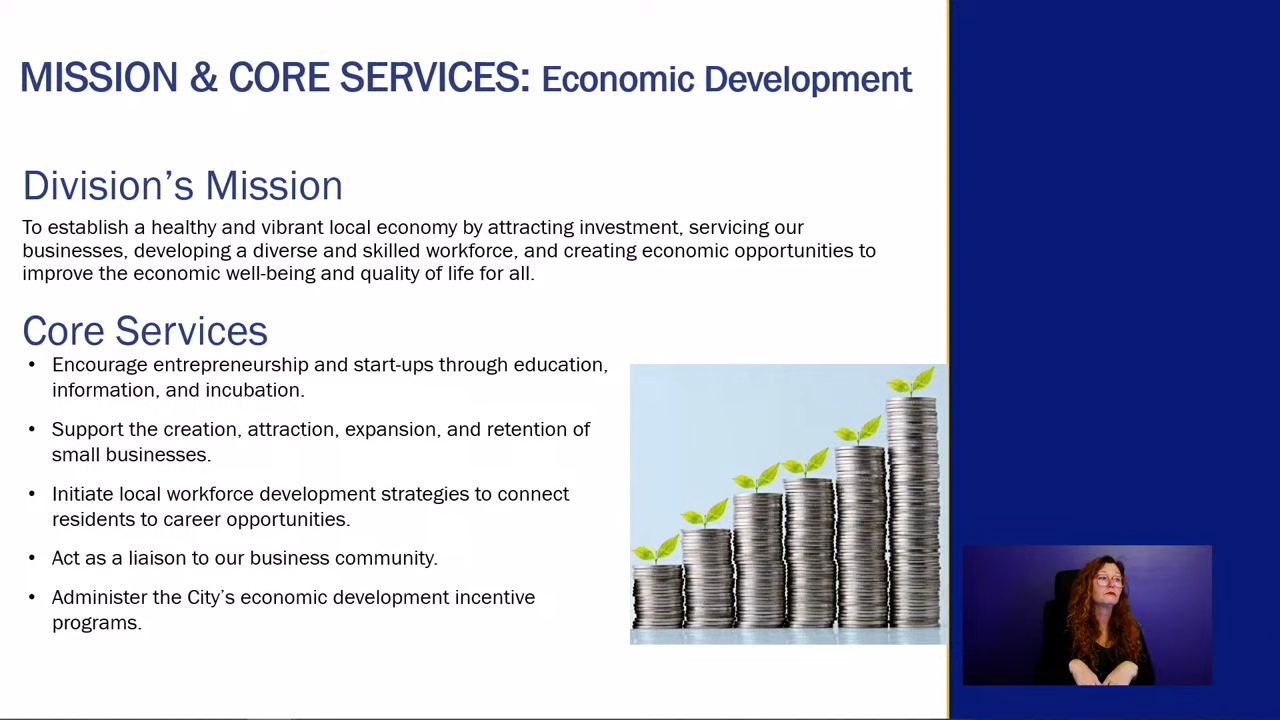 MISSION & CORE SERVICES: Economic Development
Division’s Mission
To establish a healthy and vibrant local economy by attracting investment, servicing our
businesses, developing a diverse and skilled workforce, and creating economic opportunities to
improve the economic well-being and quality of life for all.
Core Services
• Encourage entrepreneurship and start-ups through education,
information, and incubation.
• Support the creation, attraction, expansion, and retention of
small businesses.
• Initiate local workforce development strategies to connect
residents to career opportunities.
• Act as a liaison to our business community.
• Administer the City’s economic development incentive
programs.